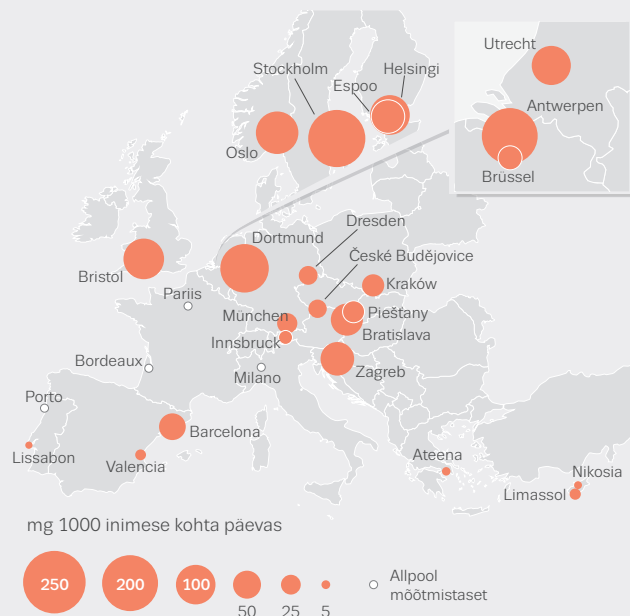 Utrecht
Antwerpen
Brüssel
Stockholm
Helsingi
Espoo
Oslo
Dortmund
Dresden
České Budějovice
Bristol
Kraków
Pariis
München
Piešťany
Bratislava
Innsbruck
Bordeaux
Milano
Zagreb
Porto
Barcelona
Lissabon
Valencia
Ateena
Nikosia
Limassol
mg 1000 inimese kohta päevas
250
200
100
50
25
5
Allpool
mõõtmistaset